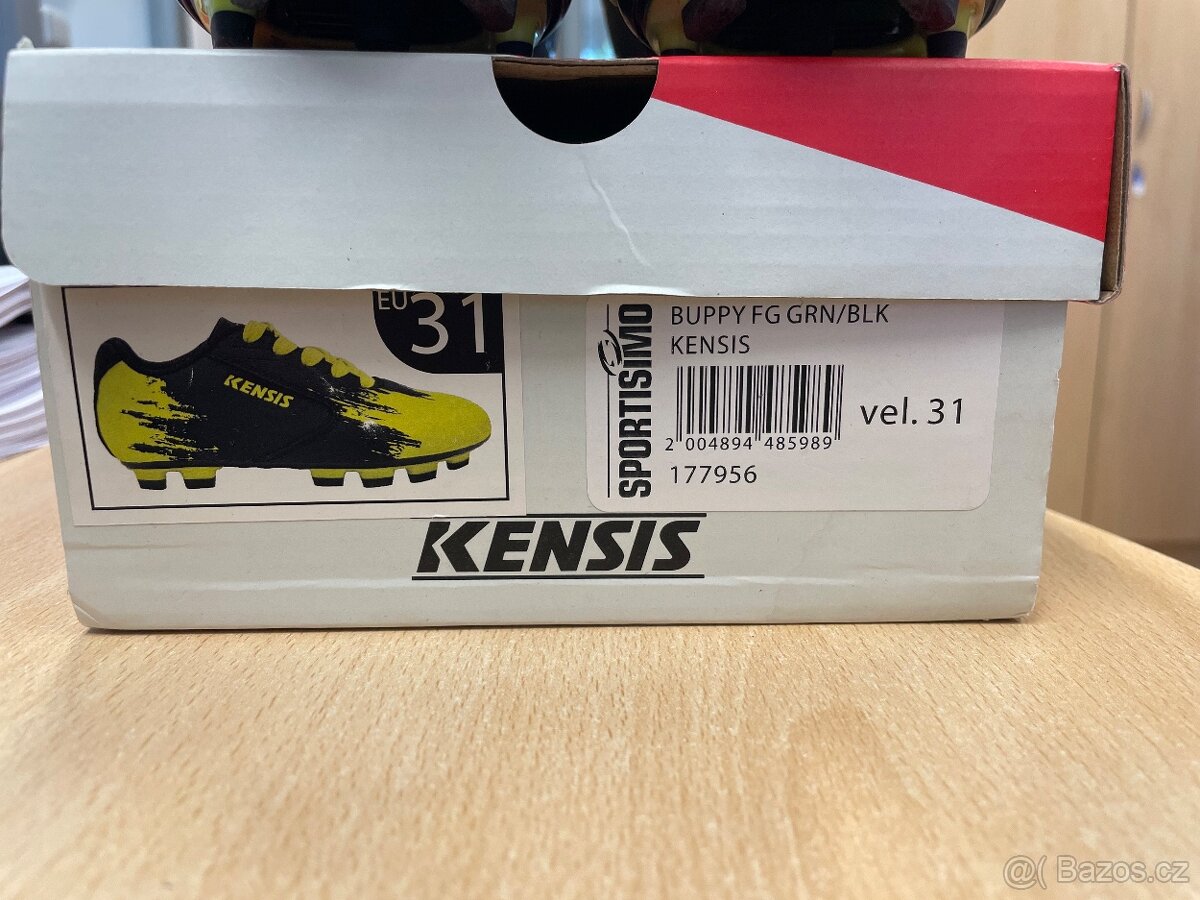 EU 31
KENSIS
SPORTISIMO
BUPPY FG GRN/BLK
KENSIS
2 004894 485989
vel. 31
177956
KENSIS
@( Bazos.cz